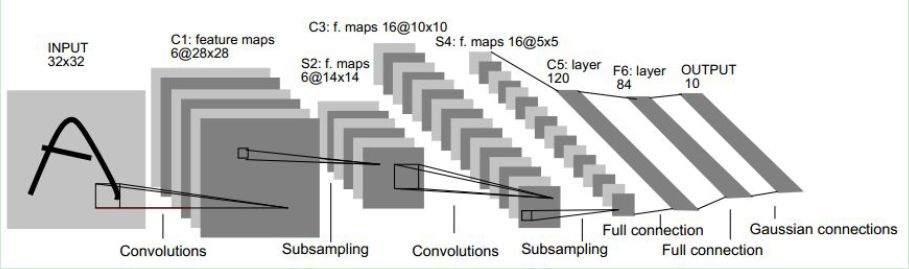 INPUT
32x32
C1: feature maps
6@28x28
S2: f. maps
6@14x14
C3: f. maps 16@10x10
S4: f. maps 16@5x5
C5: layer
120
F6: layer
84
OUTPUT
10
Convolutions
Subsampling
Convolutions
Subsampling
Full connection
Full connection
Gaussian connections